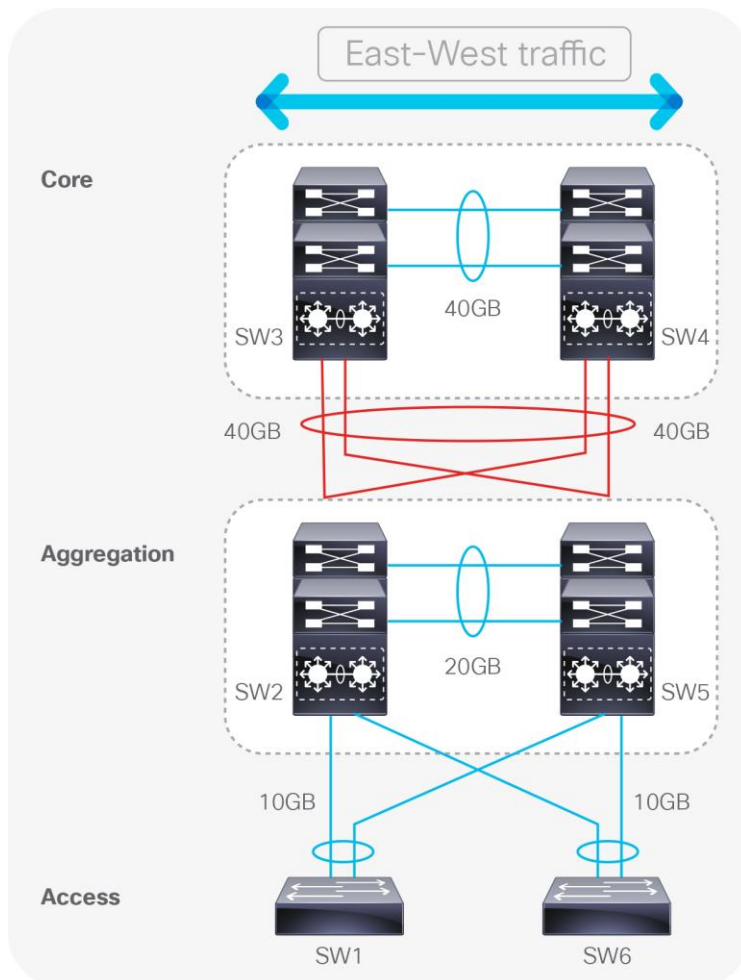 East-West traffic
Core
40GB
SW3
SW4
40GB
40GB
Aggregation
20GB
SW2
SW5
10GB
10GB
Access
SW1
SW6